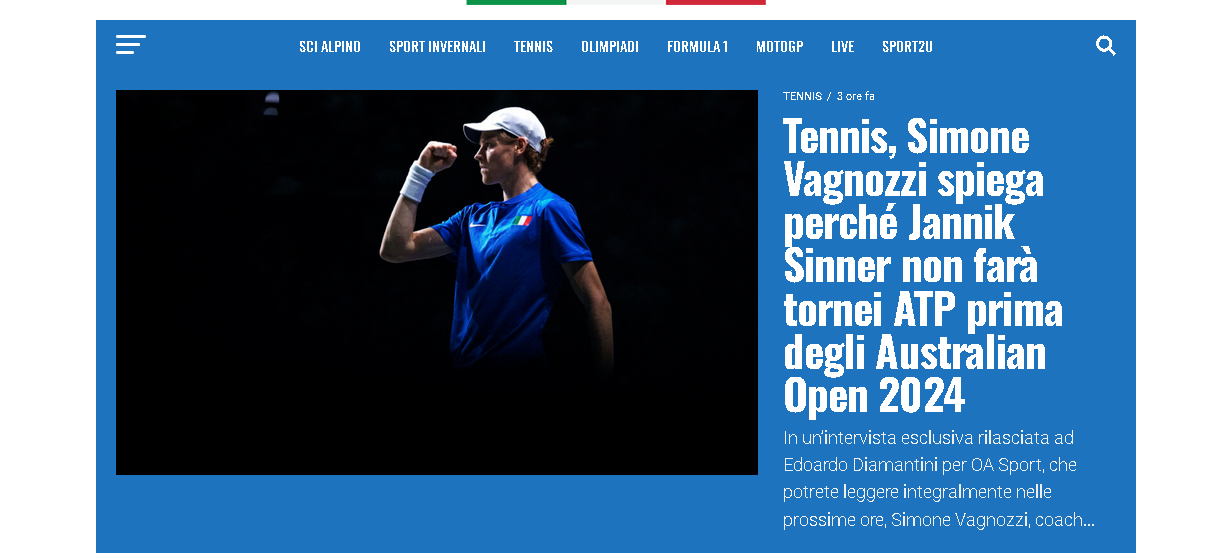 SCI ALPINO SPORT INVERNALI TENNIS OLIMPIADI FORMULA 1 MOTOGP LIVE SPORT2U
TENNIS / 3 ore fa
Tennis, Simone
Vagnozzi spiega
perché Jannik
Sinner non farà
tornei ATP prima
degli Australian
Open 2024
In un'intervista esclusiva rilasciata ad
Edoardo Diamantini per OA Sport, che
potrete leggere integralmente nelle
prossime ore, Simone Vagnozzi, coach...